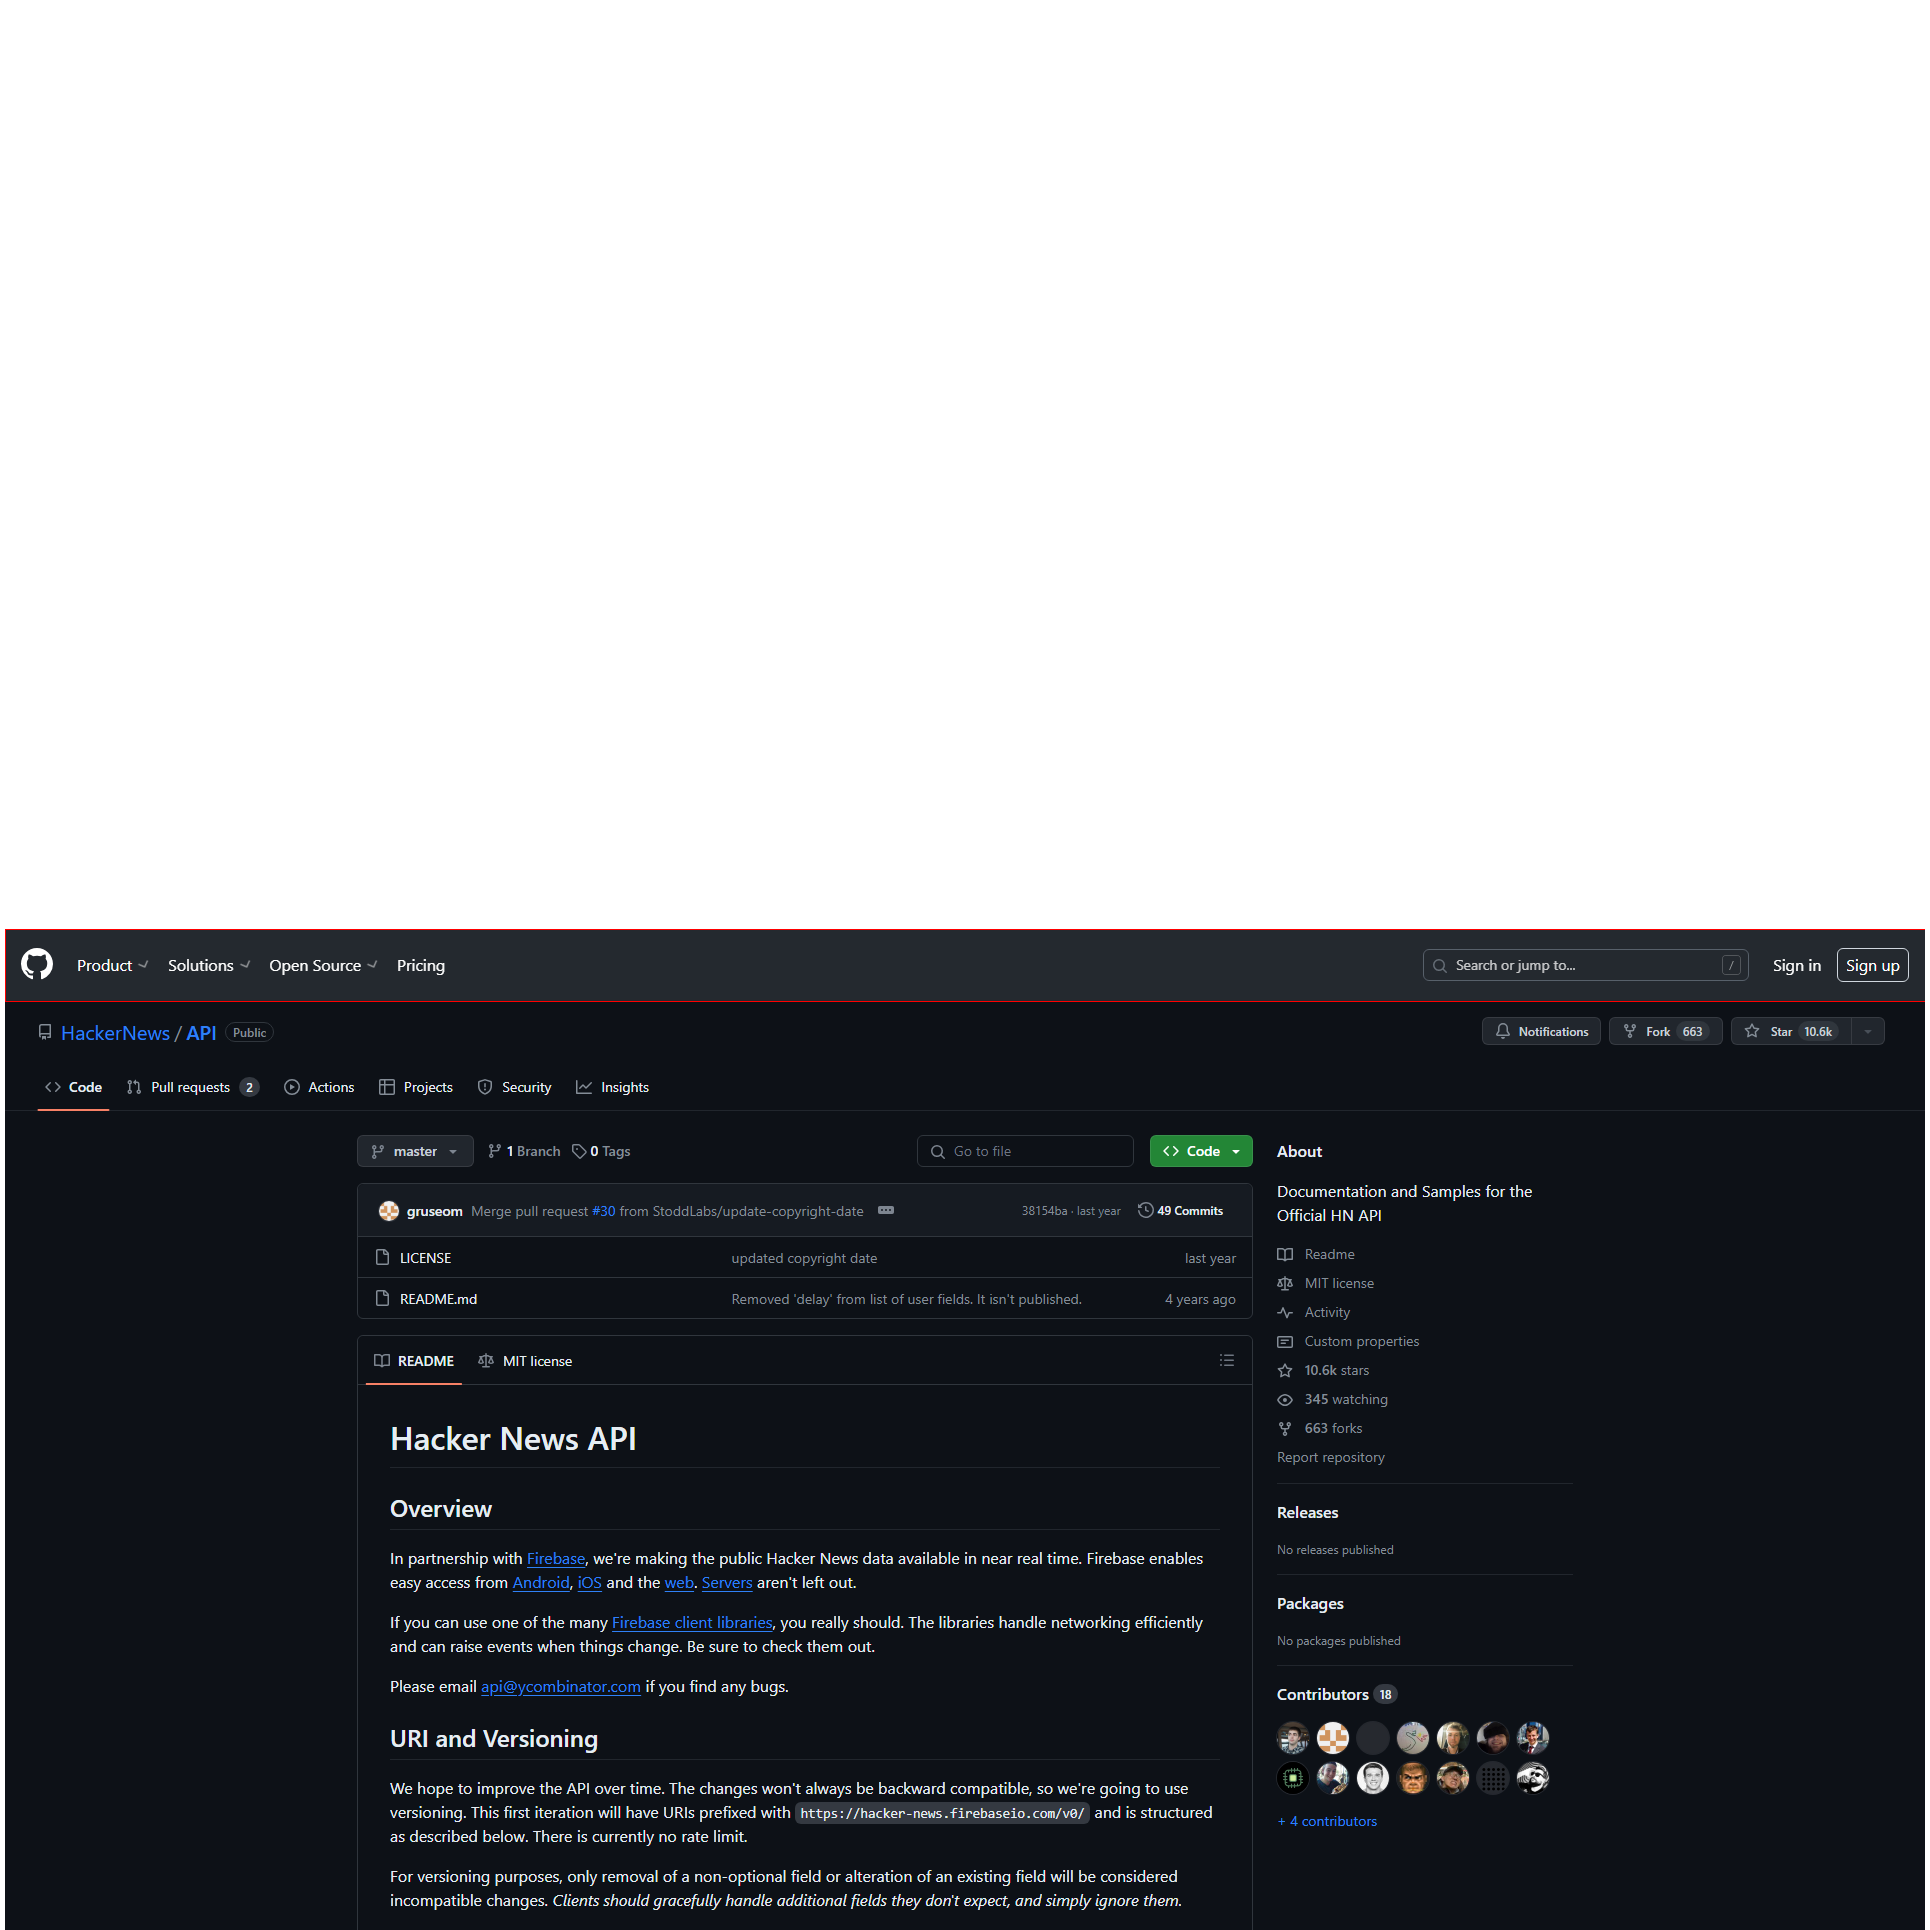 Product Solutions Open Source Pricing Search or jump to... / Sign in Sign up
HackerNews / API Public Notifications Fork 663 Star 10.6k
Code Pull requests 2 Actions Projects Security Insights
master 1 Branch 0 Tags Go to file Code
gruseom Merge pull request #30 from StoddLabs/update-copyright-date 38154ba · last year 49 Commits
LICENSE updated copyright date last year
README.md Removed 'delay' from list of user fields. It isn't published. 4 years ago
README MIT license
Hacker News API
Overview
In partnership with Firebase, we're making the public Hacker News data available in near real time. Firebase enables
easy access from Android, iOS and the web. Servers aren't left out.
If you can use one of the many Firebase client libraries, you really should. The libraries handle networking efficiently
and can raise events when things change. Be sure to check them out.
Please email api@ycombinator.com if you find any bugs.
URI and Versioning
We hope to improve the API over time. The changes won't always be backward compatible, so we're going to use
versioning. This first iteration will have URIs prefixed with https://hacker-news.firebaseio.com/v0/ and is structured
as described below. There is currently no rate limit.
For versioning purposes, only removal of a non-optional field or alteration of an existing field will be considered
incompatible changes. Clients should gracefully handle additional fields they don't expect, and simply ignore them.
About
Documentation and Samples for the
Official HN API
Readme
MIT license
Activity
Custom properties
10.6k stars
345 watching
663 forks
Report repository
Releases
No releases published
Packages
No packages published
Contributors 18
+ 4 contributors